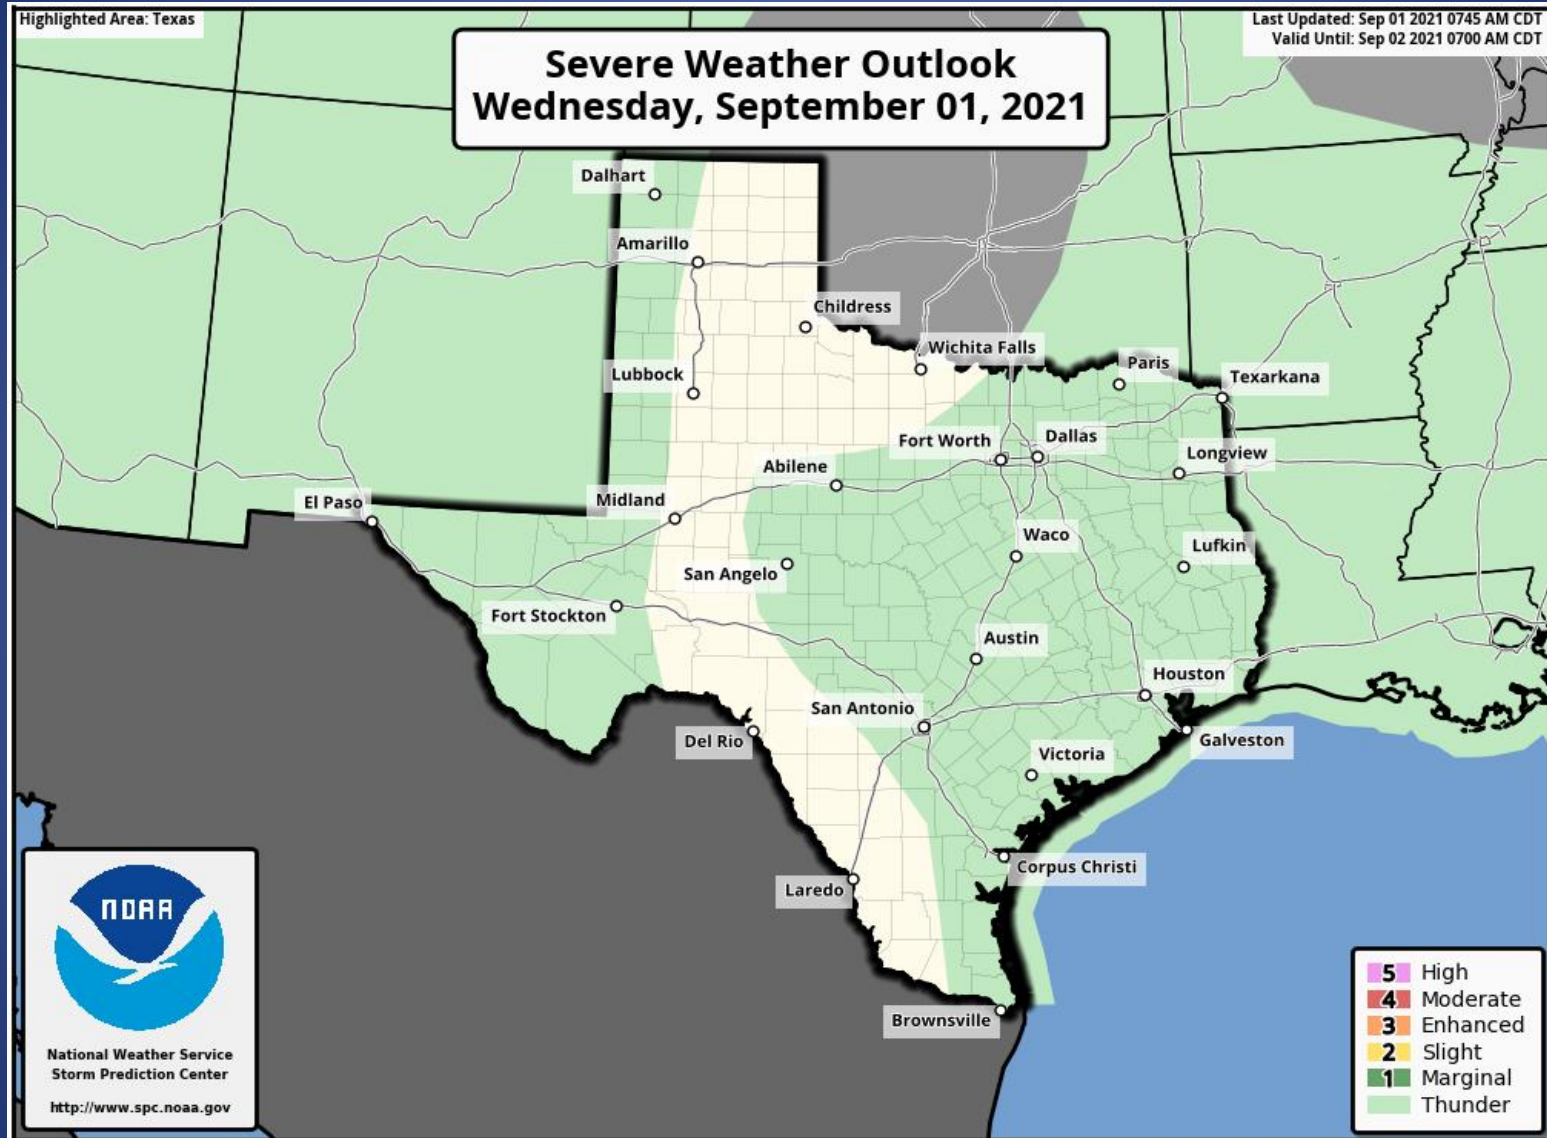 Highlighted Area: Texas
Last Updated: Sep 01 2021 0745 AM CDT
Valid Until: Sep 02 2021 0700 AM CDT
Severe Weather Outlook
Wednesday, September 01, 2021
Dalhart
Amarillo
Childress
Wichita Falls
Paris
Lubbock
Texarkana
Fort Worth
Dallas
Longview
Abilene
El Paso
Midland
Waco
Lufkin
San Angelo
Fort Stockton
Austin
Houston
San Antonio
Del Rio
Galveston
Victoria
Corpus Christi
Laredo
Brownsville
NOAA
National Weather Service
Storm Prediction Center
http://www.spc.noaa.gov
5 High
4 Moderate
3 Enhanced
2 Slight
1 Marginal
Thunder